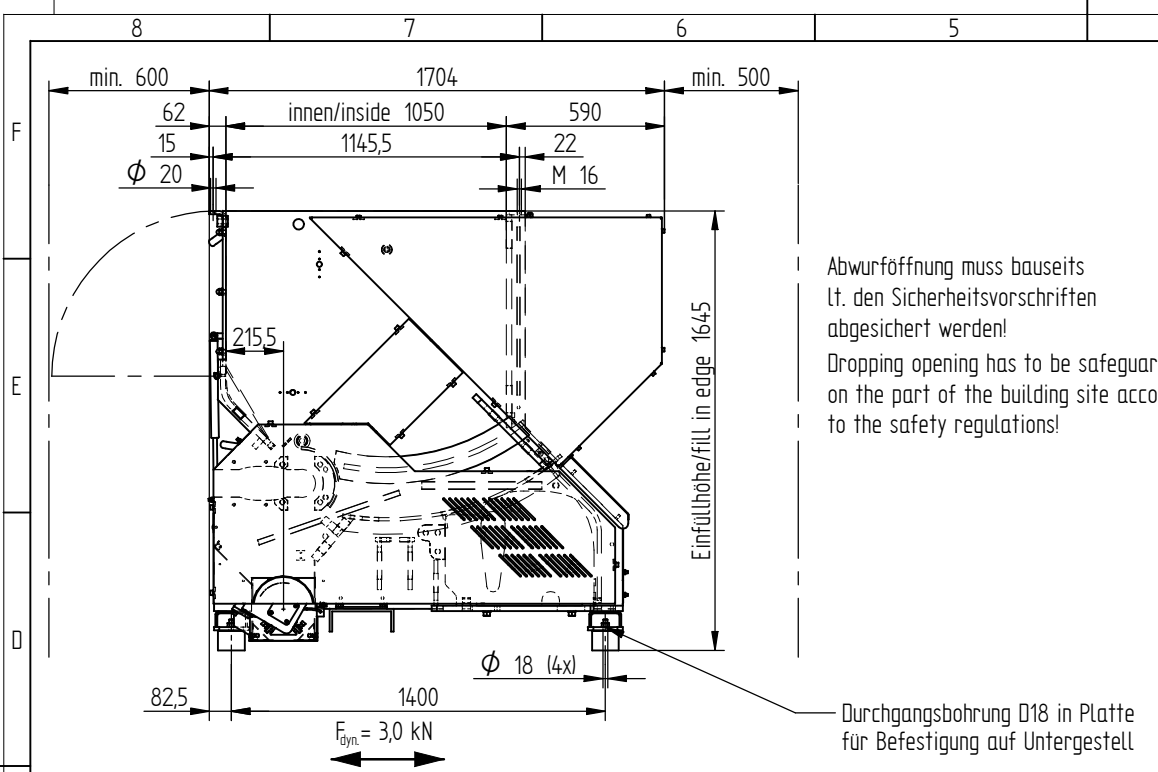 8 7 6 5
min. 600 1704 min. 500
62 innen/inside 1050 590
15 1145,5 22
ϕ 20 M 16
F
E
D
215,5
Einfüllhöhe/fill in edge 1645
Abwurföffnung muss bauseits
lt. den Sicherheitsvorschriften
abgesichert werden!
Dropping opening has to be safeguar
on the part of the building site acco
to the safety regulations!
ϕ 18 (4x)
82,5 1400
Fdyn.= 3,0 kN
Durchgangsbohrung D18 in Platte
für Befestigung auf Untergestell